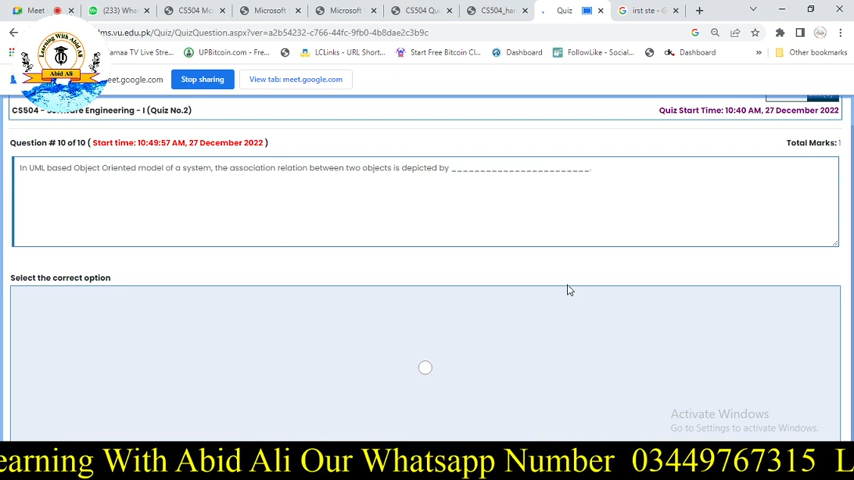 Meet (233) Wha CS504 Mc Microsoft Microsoft CS504 Qu CS504_han Quiz irst ste - G
lms.vu.edu.pk/Quiz/QuizQuestion.aspx?ver=a2b54232-c766-44fc-9fb0-4b8dae2c3b9c
amaa TV Live Stre... UPBitcoin.com - Fre... LCLinks - URL Short... Start Free Bitcoin Cl... Dashboard FollowLike - Social... Dashboard » Other bookmarks
Learning With Abid Ali
Abid Ali
eet.google.com Stop sharing View tab: meet.google.com
CS504 - Software Engineering - I (Quiz No.2) Quiz Start Time: 10:40 AM, 27 December 2022
Question # 10 of 10 ( Start time: 10:49:57 AM, 27 December 2022 ) Total Marks: 1
In UML based Object Oriented model of a system, the association relation between two objects is depicted by ________________________.
Select the correct option
Activate Windows
Go to Settings to activate Windows.
earning With Abid Ali Our Whatsapp Number 03449767315 L